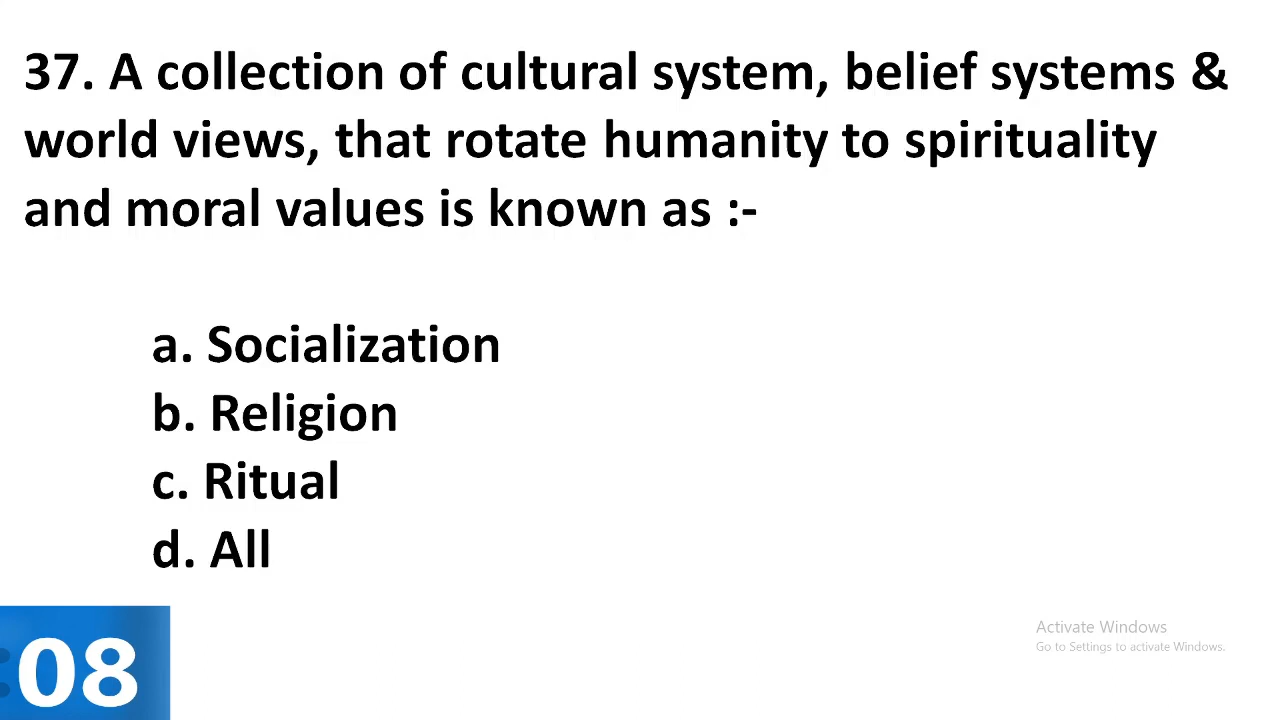 37. A collection of cultural system, belief systems &
world views, that rotate humanity to spirituality
and moral values is known as :-
a. Socialization
b. Religion
c. Ritual
d. All
08
Activate Windows
Go to Settings to activate Windows.